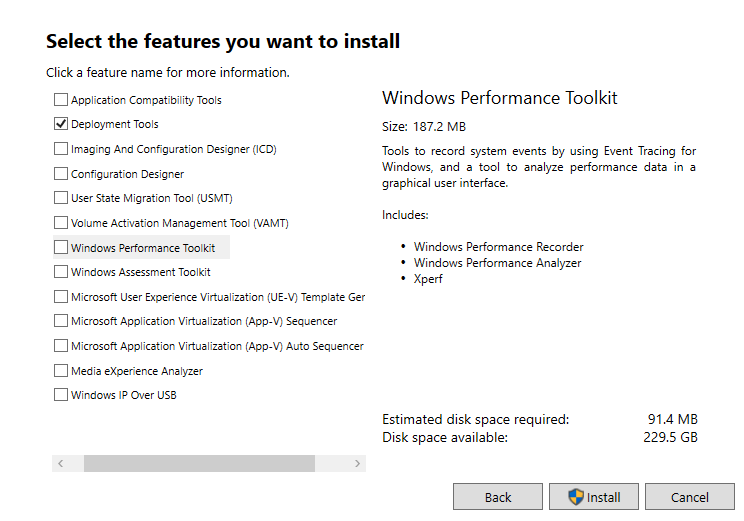 Select the features you want to install
Click a feature name for more information.
Application Compatibility Tools
Deployment Tools
Imaging And Configuration Designer (ICD)
Configuration Designer
User State Migration Tool (USMT)
Volume Activation Management Tool (VAMT)
Windows Performance Toolkit
Windows Assessment Toolkit
Microsoft User Experience Virtualization (UE-V) Template Ger
Microsoft Application Virtualization (App-V) Sequencer
Microsoft Application Virtualization (App-V) Auto Sequencer
Media eXperience Analyzer
Windows IP Over USB
Windows Performance Toolkit
Size: 187.2 MB
Tools to record system events by using Event Tracing for
Windows, and a tool to analyze performance data in a
graphical user interface.
Includes:
• Windows Performance Recorder
• Windows Performance Analyzer
• Xperf
Estimated disk space required: 91.4 MB
Disk space available: 229.5 GB
Back
Install
Cancel